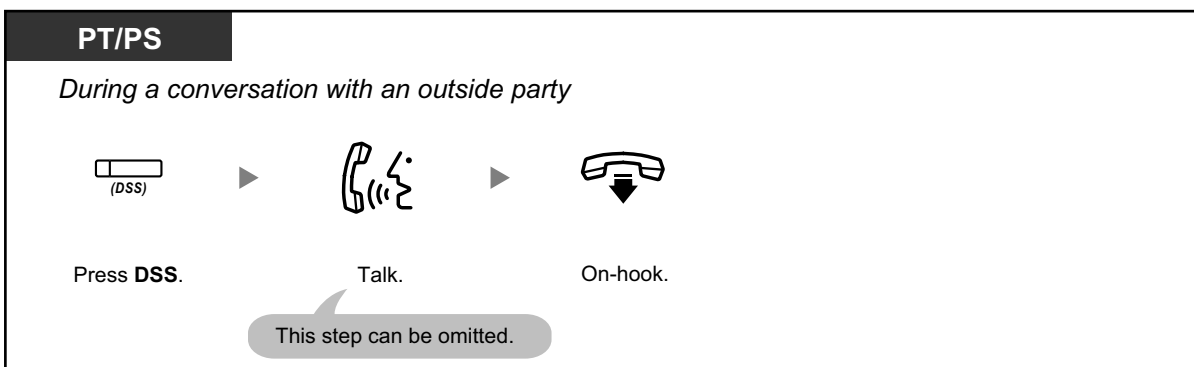 PT/PS
During a conversation with an outside party
(DSS)
Press DSS.
Talk.
On-hook.
This step can be omitted.